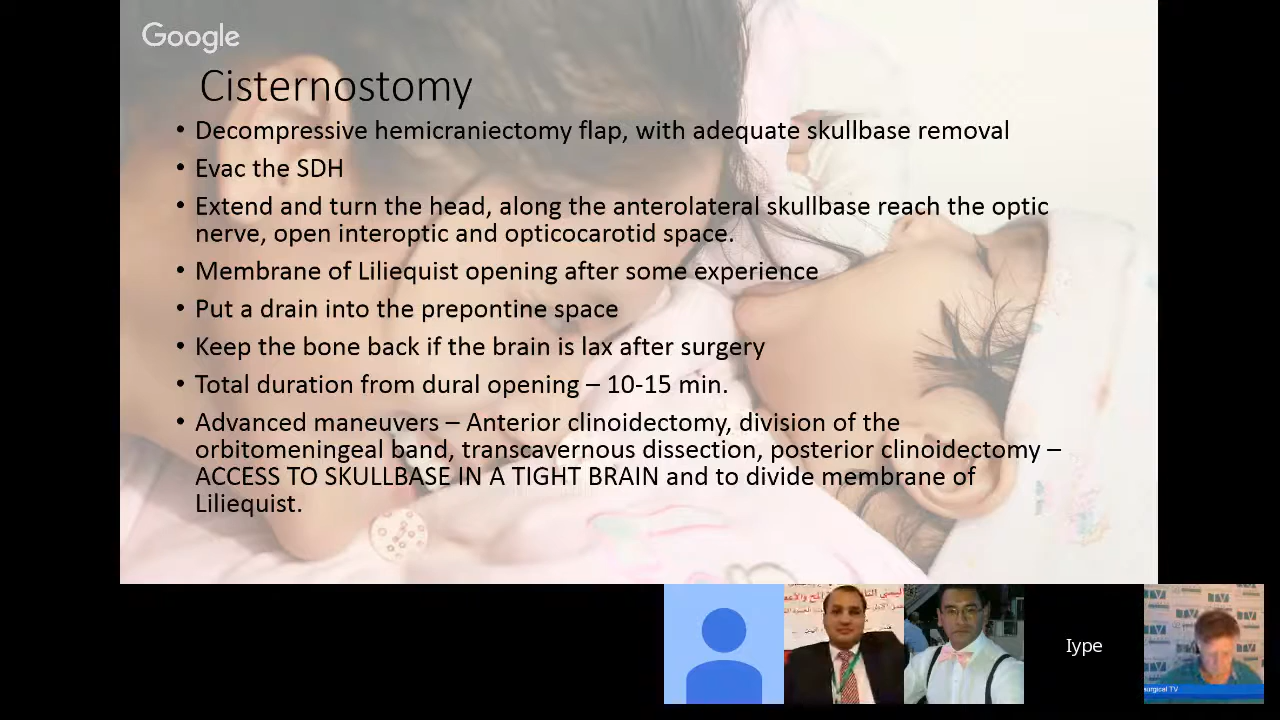 Google
Cisternostomy
• Decompressive hemicraniectomy flap, with adequate skullbase removal
• Evac the SDH
• Extend and turn the head, along the anterolateral skullbase reach the optic
nerve, open interoptic and opticocarotid space.
• Membrane of Liliequist opening after some experience
• Put a drain into the prepontine space
• Keep the bone back if the brain is lax after surgery
• Total duration from dural opening – 10-15 min.
• Advanced maneuvers – Anterior clinoidectomy, division of the
orbitomeningeal band, transcavernous dissection, posterior clinoidectomy –
ACCESS TO SKULLBASE IN A TIGHT BRAIN and to divide membrane of
Liliequist.
Iype
TV
urgical TV